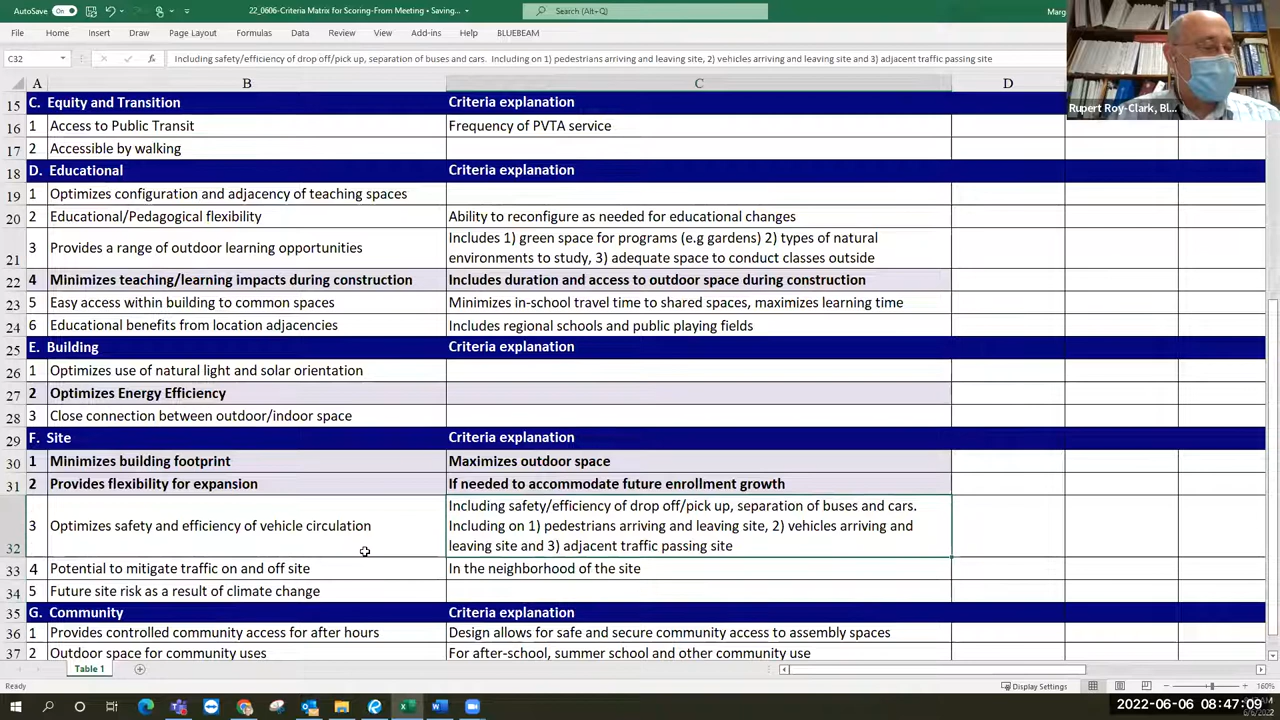 AutoSave On
22_0606-Criteria Matrix for Scoring-From Meeting • Saving...
Search (Alt+Q)
Marg
File Home Insert Draw Page Layout Formulas Data Review View Add-ins Help BLUEBEAM
C32 fx Including safety/efficiency of drop off/pick up, separation of buses and cars. Including on 1) pedestrians arriving and leaving site, 2) vehicles arriving and leaving site and 3) adjacent traffic passing site
Rupert Roy-Clark, Bl...
A B C D
15 C. Equity and Transition Criteria explanation
16 1 Access to Public Transit Frequency of PVTA service
17 2 Accessible by walking
18 D. Educational Criteria explanation
19 1 Optimizes configuration and adjacency of teaching spaces
20 2 Educational/Pedagogical flexibility Ability to reconfigure as needed for educational changes
21 3 Provides a range of outdoor learning opportunities Includes 1) green space for programs (e.g gardens) 2) types of natural
environments to study, 3) adequate space to conduct classes outside
22 4 Minimizes teaching/learning impacts during construction Includes duration and access to outdoor space during construction
23 5 Easy access within building to common spaces Minimizes in-school travel time to shared spaces, maximizes learning time
24 6 Educational benefits from location adjacencies Includes regional schools and public playing fields
25 E. Building Criteria explanation
26 1 Optimizes use of natural light and solar orientation
27 2 Optimizes Energy Efficiency
28 3 Close connection between outdoor/indoor space
29 F. Site Criteria explanation
30 1 Minimizes building footprint Maximizes outdoor space
31 2 Provides flexibility for expansion If needed to accommodate future enrollment growth
32 3 Optimizes safety and efficiency of vehicle circulation Including safety/efficiency of drop off/pick up, separation of buses and cars.
Including on 1) pedestrians arriving and leaving site, 2) vehicles arriving and
leaving site and 3) adjacent traffic passing site
33 4 Potential to mitigate traffic on and off site In the neighborhood of the site
34 5 Future site risk as a result of climate change
35 G. Community Criteria explanation
36 1 Provides controlled community access for after hours Design allows for safe and secure community access to assembly spaces
37 2 Outdoor space for community uses For after-school, summer school and other community use
Table 1
Ready Display Settings 160%
2022-06-06 08:47:09